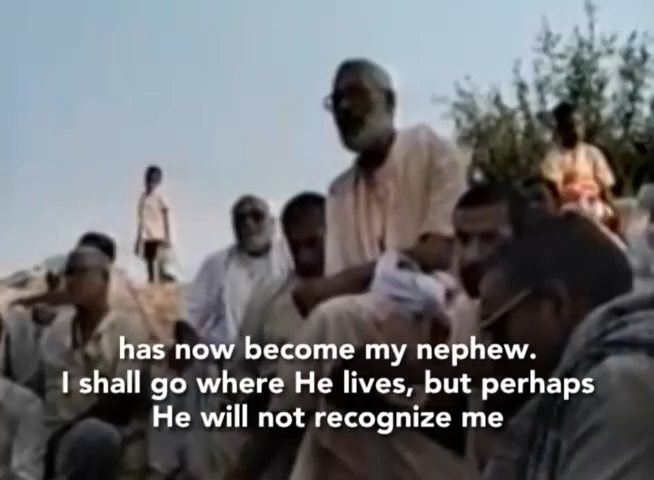 has now become my nephew.
I shall go where He lives, but perhaps
He will not recognize me